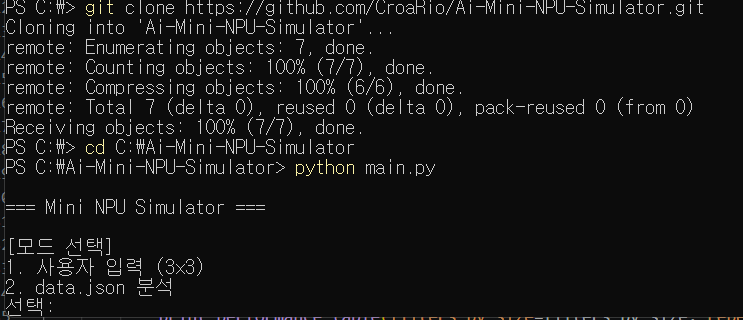 PS C:\> git clone https://github.com/CroaRio/Ai-Mini-NPU-Simulator.git
Cloning into 'Ai-Mini-NPU-Simulator'...
remote: Enumerating objects: 7, done.
remote: Counting objects: 100% (7/7), done.
remote: Compressing objects: 100% (6/6), done.
remote: Total 7 (delta 0), reused 0 (delta 0), pack-reused 0 (from 0)
Receiving objects: 100% (7/7), done.
PS C:\> cd C:\Ai-Mini-NPU-Simulator
PS C:\Ai-Mini-NPU-Simulator> python main.py
=== Mini NPU Simulator ===
[모드 선택]
1. 사용자 입력 (3x3)
2. data.json 분석
선택: